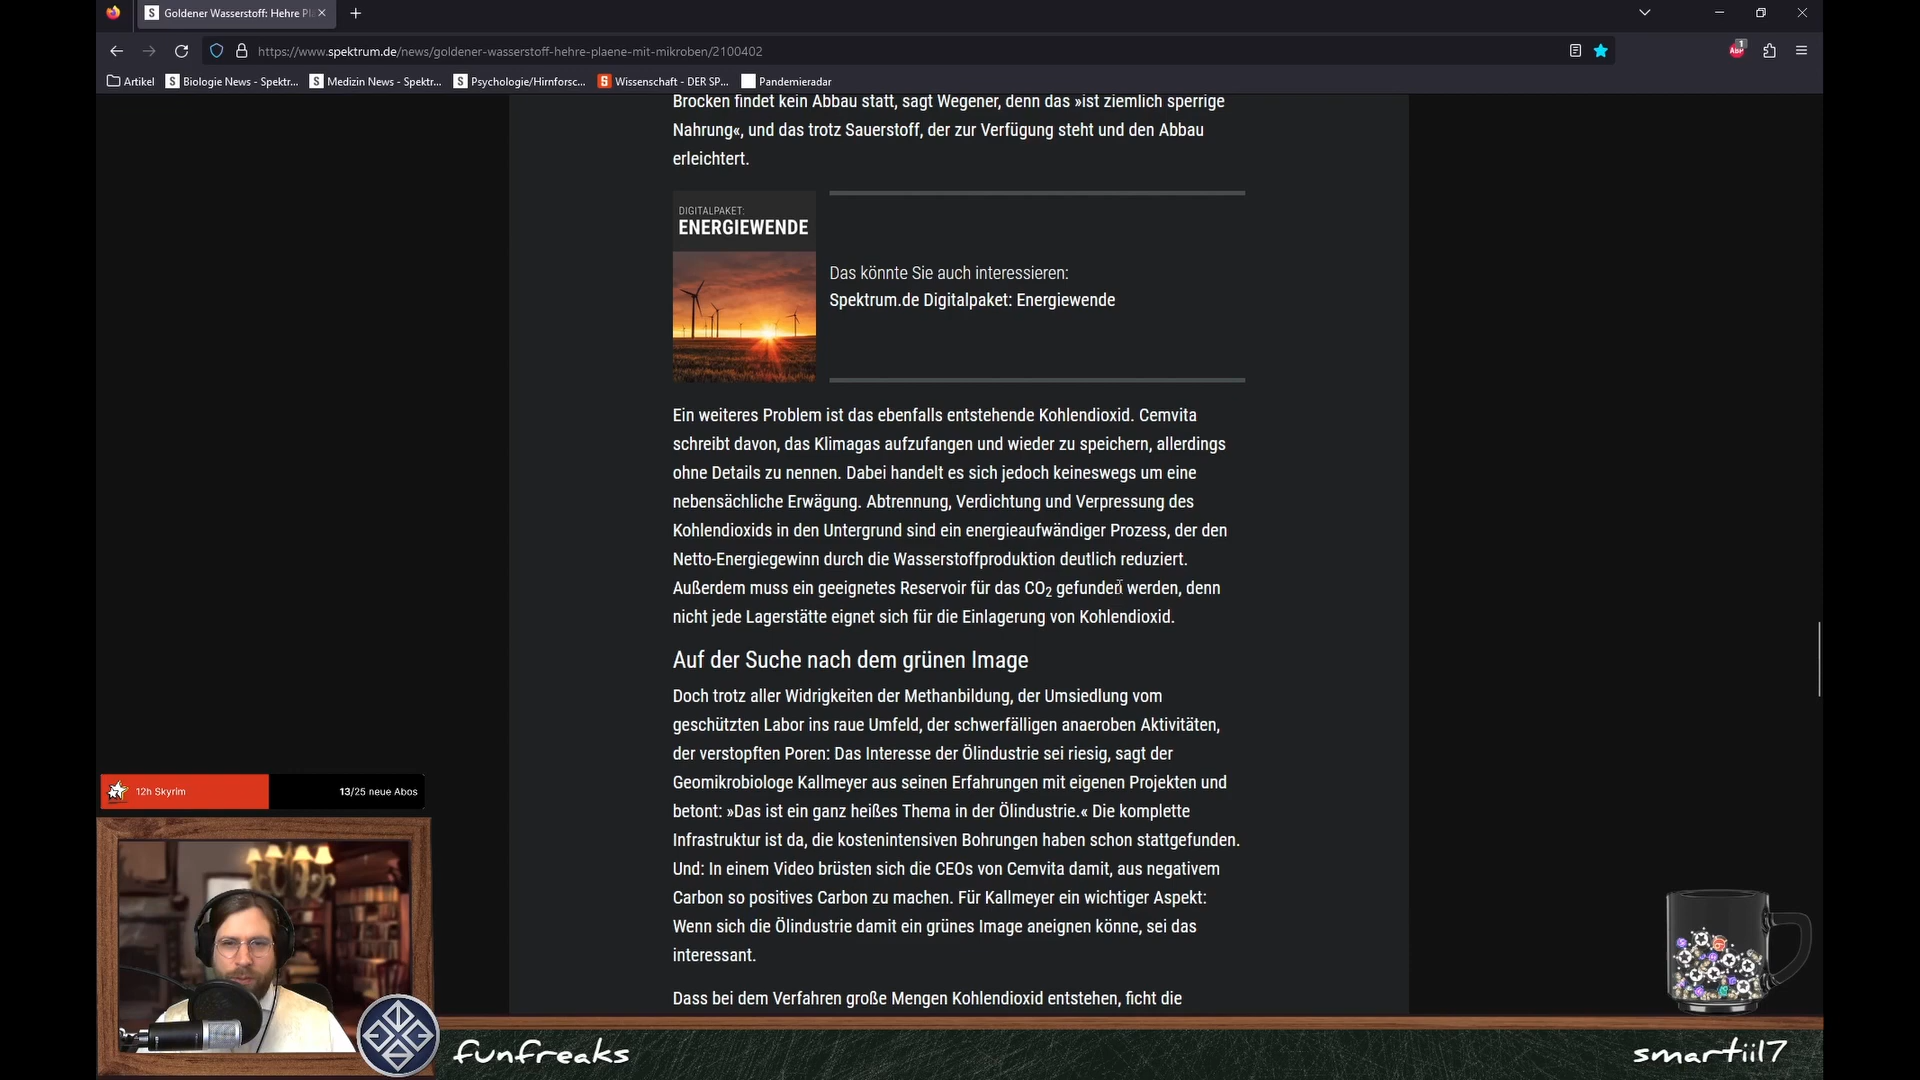 Goldener Wasserstoff: Hehre Pl
https://www.spektrum.de/news/goldener-wasserstoff-hehre-plaene-mit-mikroben/2100402
ABP
1
Artikel
Biologie News - Spektr...
Medizin News - Spektr...
Psychologie/Hirnforsc...
Wissenschaft - DER SP...
Pandemieradar
Brocken findet kein Abbau statt, sagt Wegener, denn das »ist ziemlich sperrige
Nahrung«, und das trotz Sauerstoff, der zur Verfügung steht und den Abbau
erleichtert.
DIGITALPAKET:
ENERGIEWENDE
Das könnte Sie auch interessieren:
Spektrum.de Digitalpaket: Energiewende
Ein weiteres Problem ist das ebenfalls entstehende Kohlendioxid. Cemvita
schreibt davon, das Klimagas aufzufangen und wieder zu speichern, allerdings
ohne Details zu nennen. Dabei handelt es sich jedoch keineswegs um eine
nebensächliche Erwägung. Abtrennung, Verdichtung und Verpressung des
Kohlendioxids in den Untergrund sind ein energieaufwändiger Prozess, der den
Netto-Energiegewinn durch die Wasserstoffproduktion deutlich reduziert.
Außerdem muss ein geeignetes Reservoir für das CO₂ gefunden werden, denn
nicht jede Lagerstätte eignet sich für die Einlagerung von Kohlendioxid.
Auf der Suche nach dem grünen Image
Doch trotz aller Widrigkeiten der Methanbildung, der Umsiedlung vom
geschützten Labor ins raue Umfeld, der schwerfälligen anaeroben Aktivitäten,
der verstopften Poren: Das Interesse der Ölindustrie sei riesig, sagt der
Geomikrobiologe Kallmeyer aus seinen Erfahrungen mit eigenen Projekten und
betont: »Das ist ein ganz heißes Thema in der Ölindustrie.« Die komplette
Infrastruktur ist da, die kostenintensiven Bohrungen haben schon stattgefunden.
Und: In einem Video brüsten sich die CEOs von Cemvita damit, aus negativem
Carbon so positives Carbon zu machen. Für Kallmeyer ein wichtiger Aspekt:
Wenn sich die Ölindustrie damit ein grünes Image aneignen könne, sei das
interessant.
Dass bei dem Verfahren große Mengen Kohlendioxid entstehen, ficht die
12h Skyrim
13/25 neue Abos
funfreaks
smartiil7